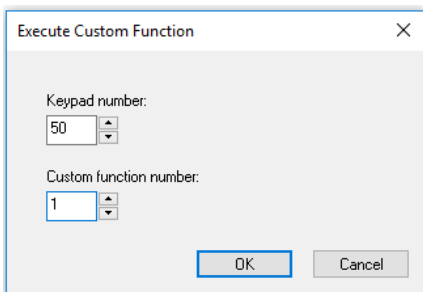 Execute Custom Function
Keypad number:
50
Custom function number:
1
OK Cancel